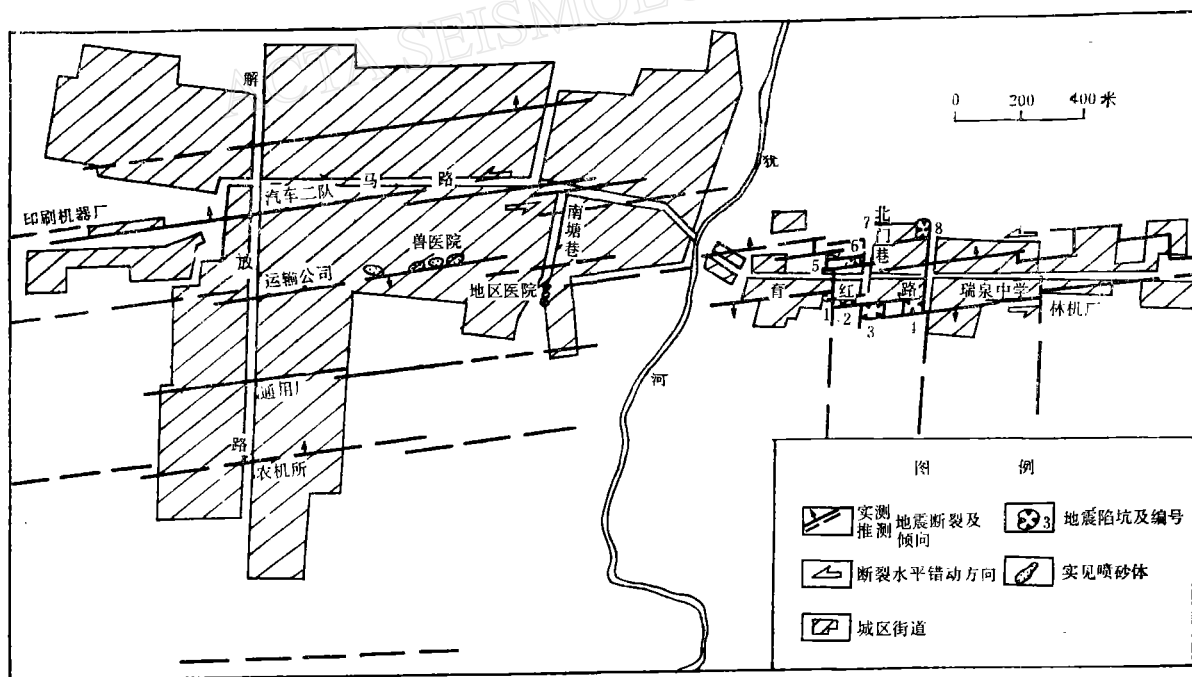 ACTA SEISMOLO
解
放
路
0 200 400 米
汽车二队
马 路
印刷机器厂
南塘巷
兽医院
运输公司
地区医院
通用厂
农机所
犹
河
北门巷
7
8
6
5
育 红 路
瑞泉中学
林机厂
1
2
3
4
图 例
实测
推测
地震断裂及
倾向
3
地震陷坑及编号
断裂水平错动方向
实见喷砂体
城区街道